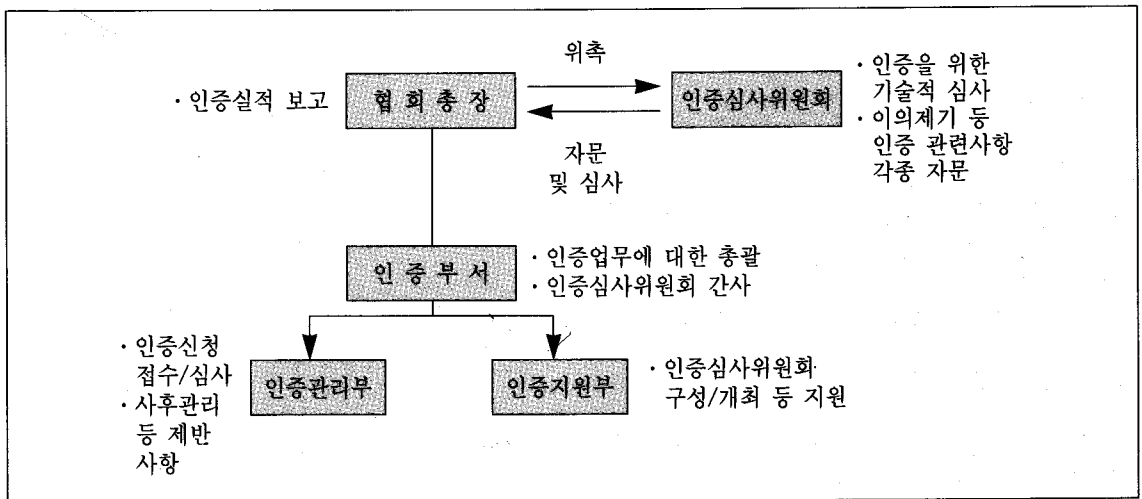 위촉
· 인증실적 보고
협 회 총 장
인증심사위원회
· 인증을 위한
기술적 심사
· 이의제기 등
인증 관련사항
각종 자문
자문
및 심사
인 증 부 서
· 인증업무에 대한 총괄
· 인증심사위원회 간사
· 인증신청
접수/심사
· 사후관리
등 제반
사항
인증관리부
인증지원부
· 인증심사위원회
구성/개최 등 지원